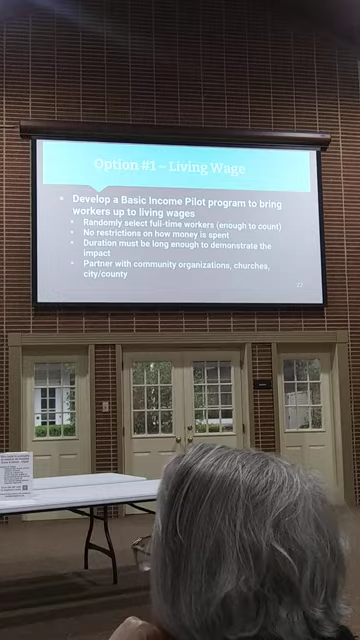 Option #1 – Living Wage
Develop a Basic Income Pilot program to bring
workers up to living wages
Randomly select full-time workers (enough to count)
No restrictions on how money is spent
Duration must be long enough to demonstrate the
impact
Partner with community organizations, churches,
city/county
27